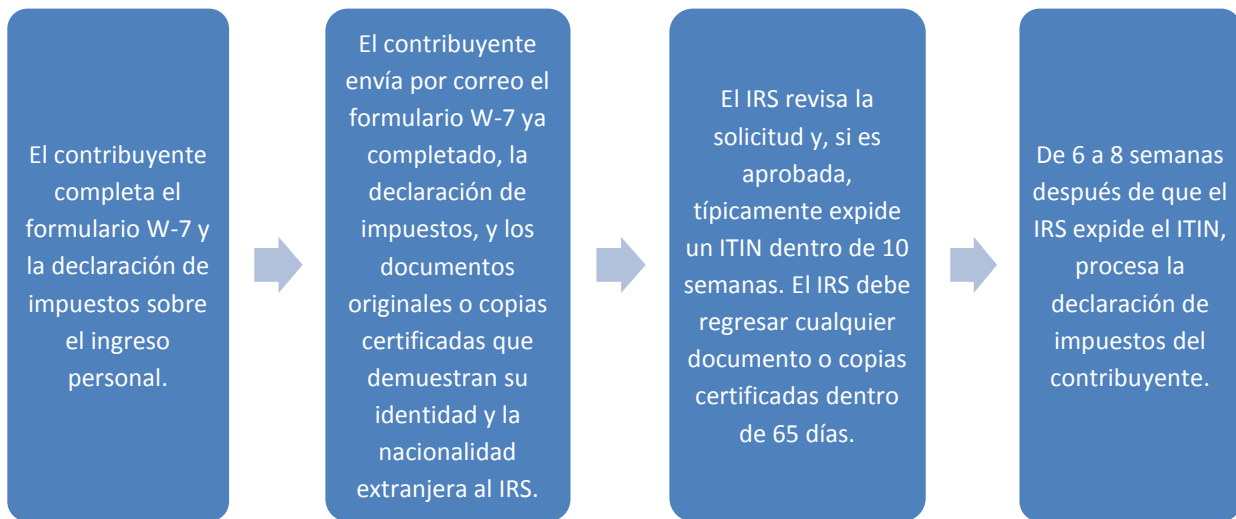 El contribuyente
completa el
formulario W-7 y
la declaración de
impuestos sobre
el ingreso
personal.
El contribuyente
envía por correo el
formulario W-7 ya
completado, la
declaración de
impuestos, y los
documentos
originales o copias
certificadas que
demuestran su
identidad y la
nacionalidad
extranjera al IRS.
El IRS revisa la
solicitud y, si es
aprobada,
típicamente expide
un ITIN dentro de 10
semanas. El IRS debe
regresar cualquier
documento o copias
certificadas dentro
de 65 días.
De 6 a 8 semanas
después de que el
IRS expide el ITIN,
procesa la
declaración de
impuestos del
contribuyente.